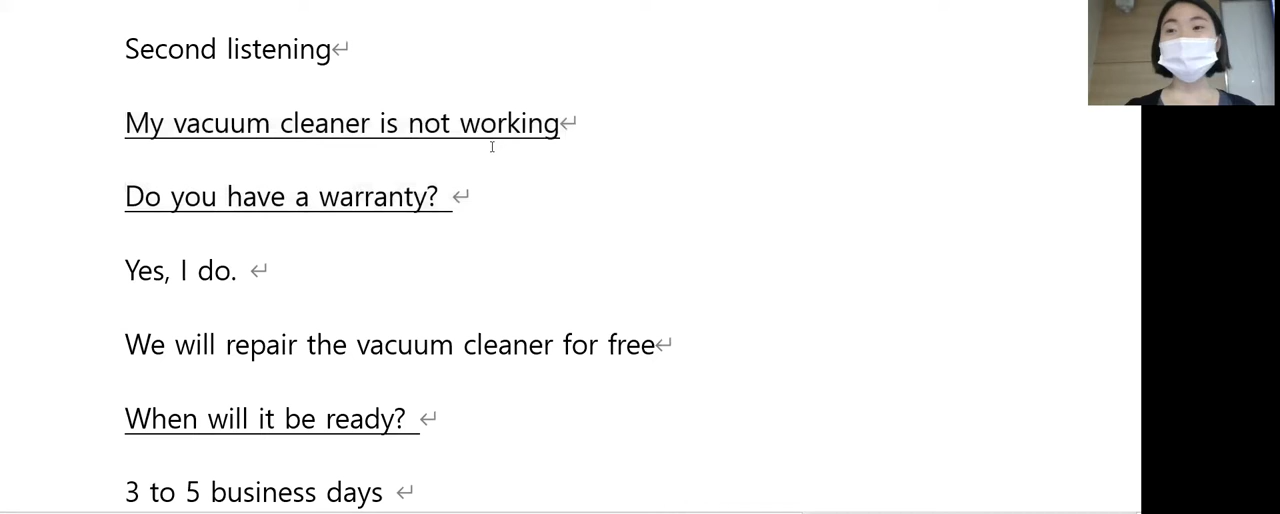 Second listening
My vacuum cleaner is not working
Do you have a warranty?
Yes, I do.
We will repair the vacuum cleaner for free
When will it be ready?
3 to 5 business days